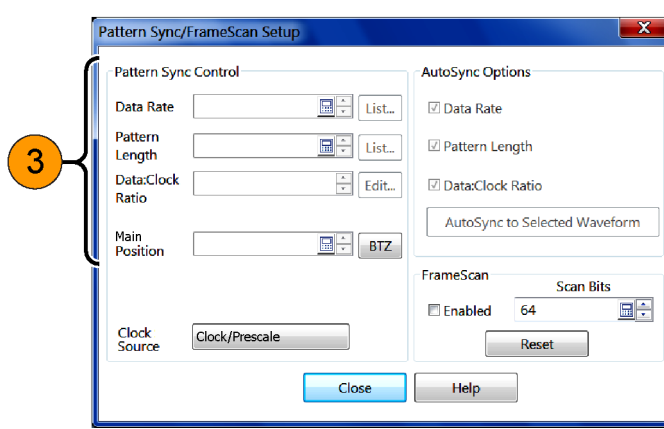 Pattern Sync/FrameScan Setup
X
3
Pattern Sync Control
Data Rate
List...
Pattern
Length
List...
Data:Clock
Ratio
Edit...
Main
Position
BTZ
Clock
Source
Clock/Prescale
AutoSync Options
Data Rate
Pattern Length
Data:Clock Ratio
AutoSync to Selected Waveform
FrameScan
Scan Bits
Enabled
64
Reset
Close
Help